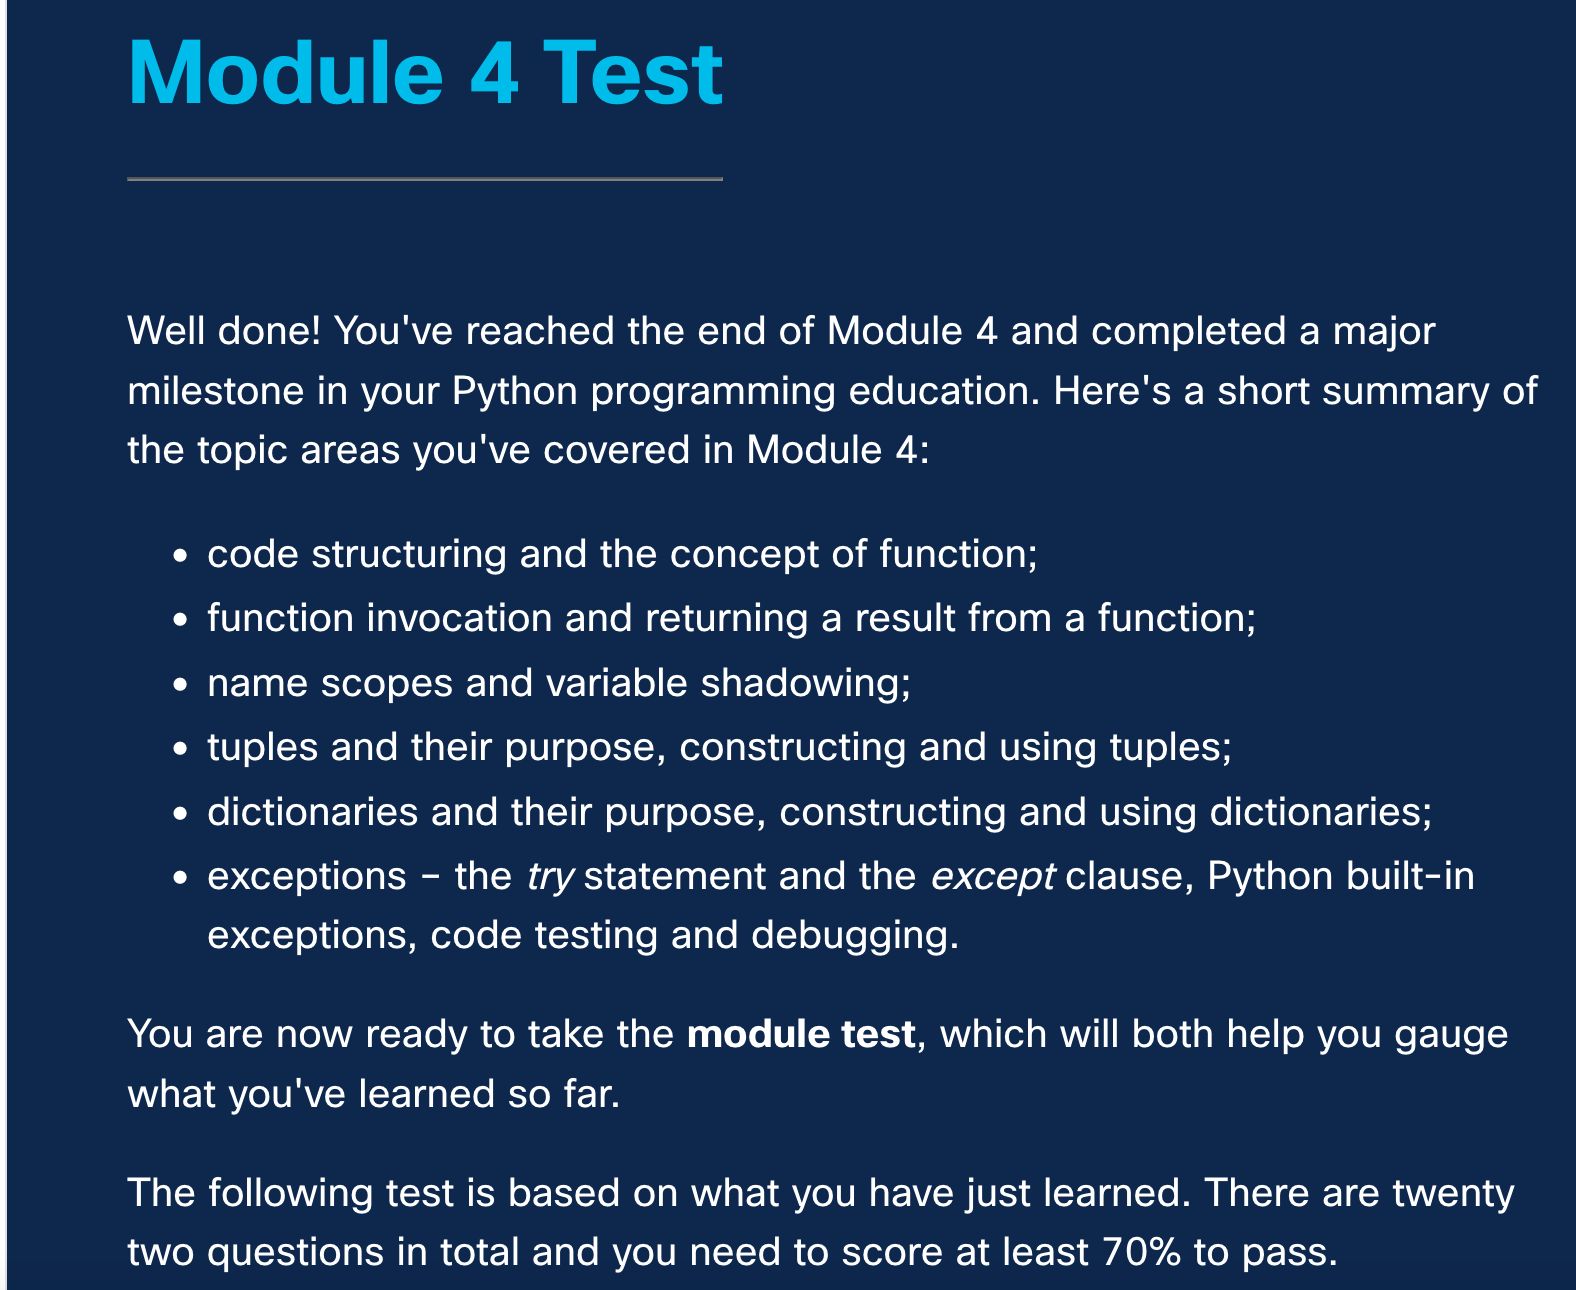 Module 4 Test
Well done! You've reached the end of Module 4 and completed a major
milestone in your Python programming education. Here's a short summary of
the topic areas you've covered in Module 4:
• code structuring and the concept of function;
• function invocation and returning a result from a function;
• name scopes and variable shadowing;
• tuples and their purpose, constructing and using tuples;
• dictionaries and their purpose, constructing and using dictionaries;
• exceptions – the try statement and the except clause, Python built-in
exceptions, code testing and debugging.
You are now ready to take the module test, which will both help you gauge
what you've learned so far.
The following test is based on what you have just learned. There are twenty
two questions in total and you need to score at least 70% to pass.